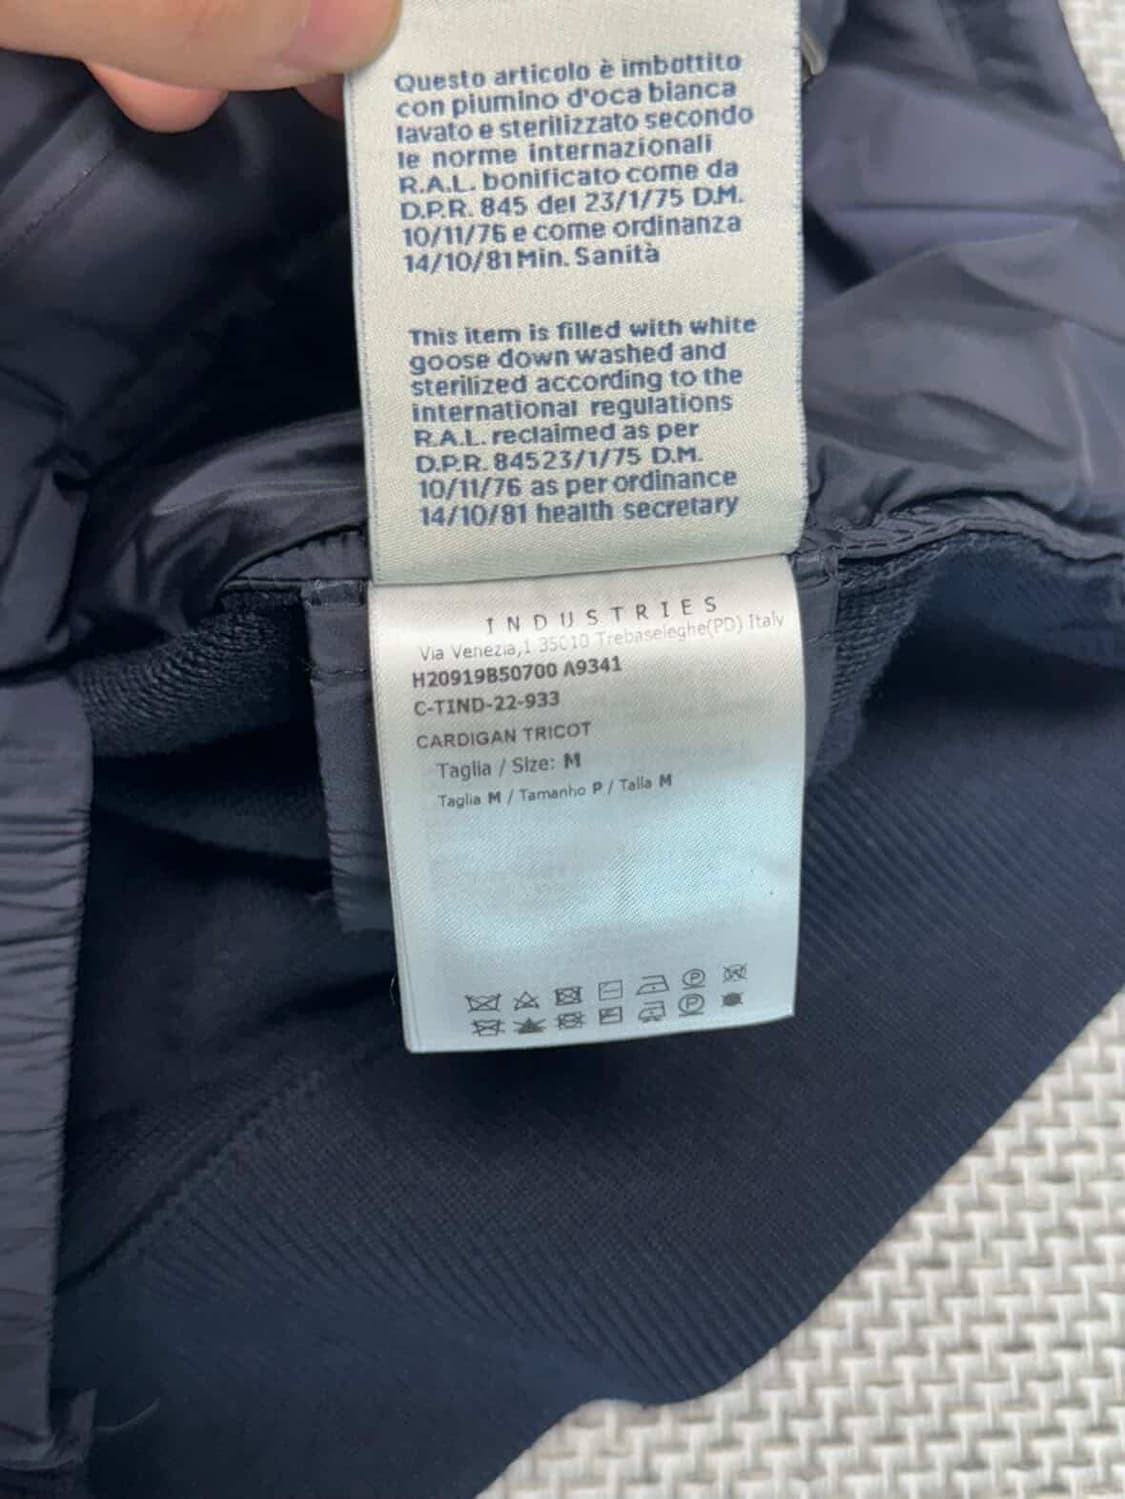 Questo articolo è imbottito
con piumino d'oca bianca
lavato e sterilizzato secondo
le norme internazionali
R.A.L. bonificato come da
D.P.R. 845 del 23/1/75 D.M.
10/11/76 e come ordinanza
14/10/81 Min. Sanità
This item is filled with white
goose down washed and
sterilized according to the
international regulations
R.A.L. reclaimed as per
D.P.R. 84523/1/75 D.M.
10/11/76 as per ordinance
14/10/81 health secretary
INDUSTRIES
Via Venezia,1 35010 Trebaseleghe(PD) Italy
H20919B50700 A9341
C-TIND-22-933
CARDIGAN TRICOT
Taglia / Size: M
Taglia M / Tamanho P / Talla M
P
P